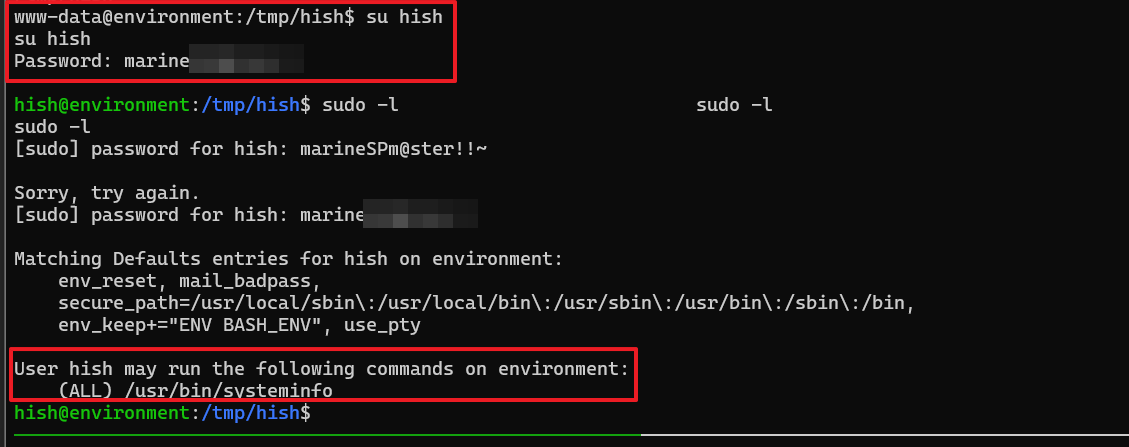 www-data@environment:/tmp/hish$ su hish
su hish
Password: marine
hish@environment:/tmp/hish$ sudo -l                           sudo -l
sudo -l
[sudo] password for hish: marineSPm@ster!!~
Sorry, try again.
[sudo] password for hish: marine
Matching Defaults entries for hish on environment:
    env_reset, mail_badpass,
    secure_path=/usr/local/sbin\:/usr/local/bin\:/usr/sbin\:/usr/bin\:/sbin\:/bin,
    env_keep+="ENV BASH_ENV", use_pty
User hish may run the following commands on environment:
    (ALL) /usr/bin/systeminfo
hish@environment:/tmp/hish$